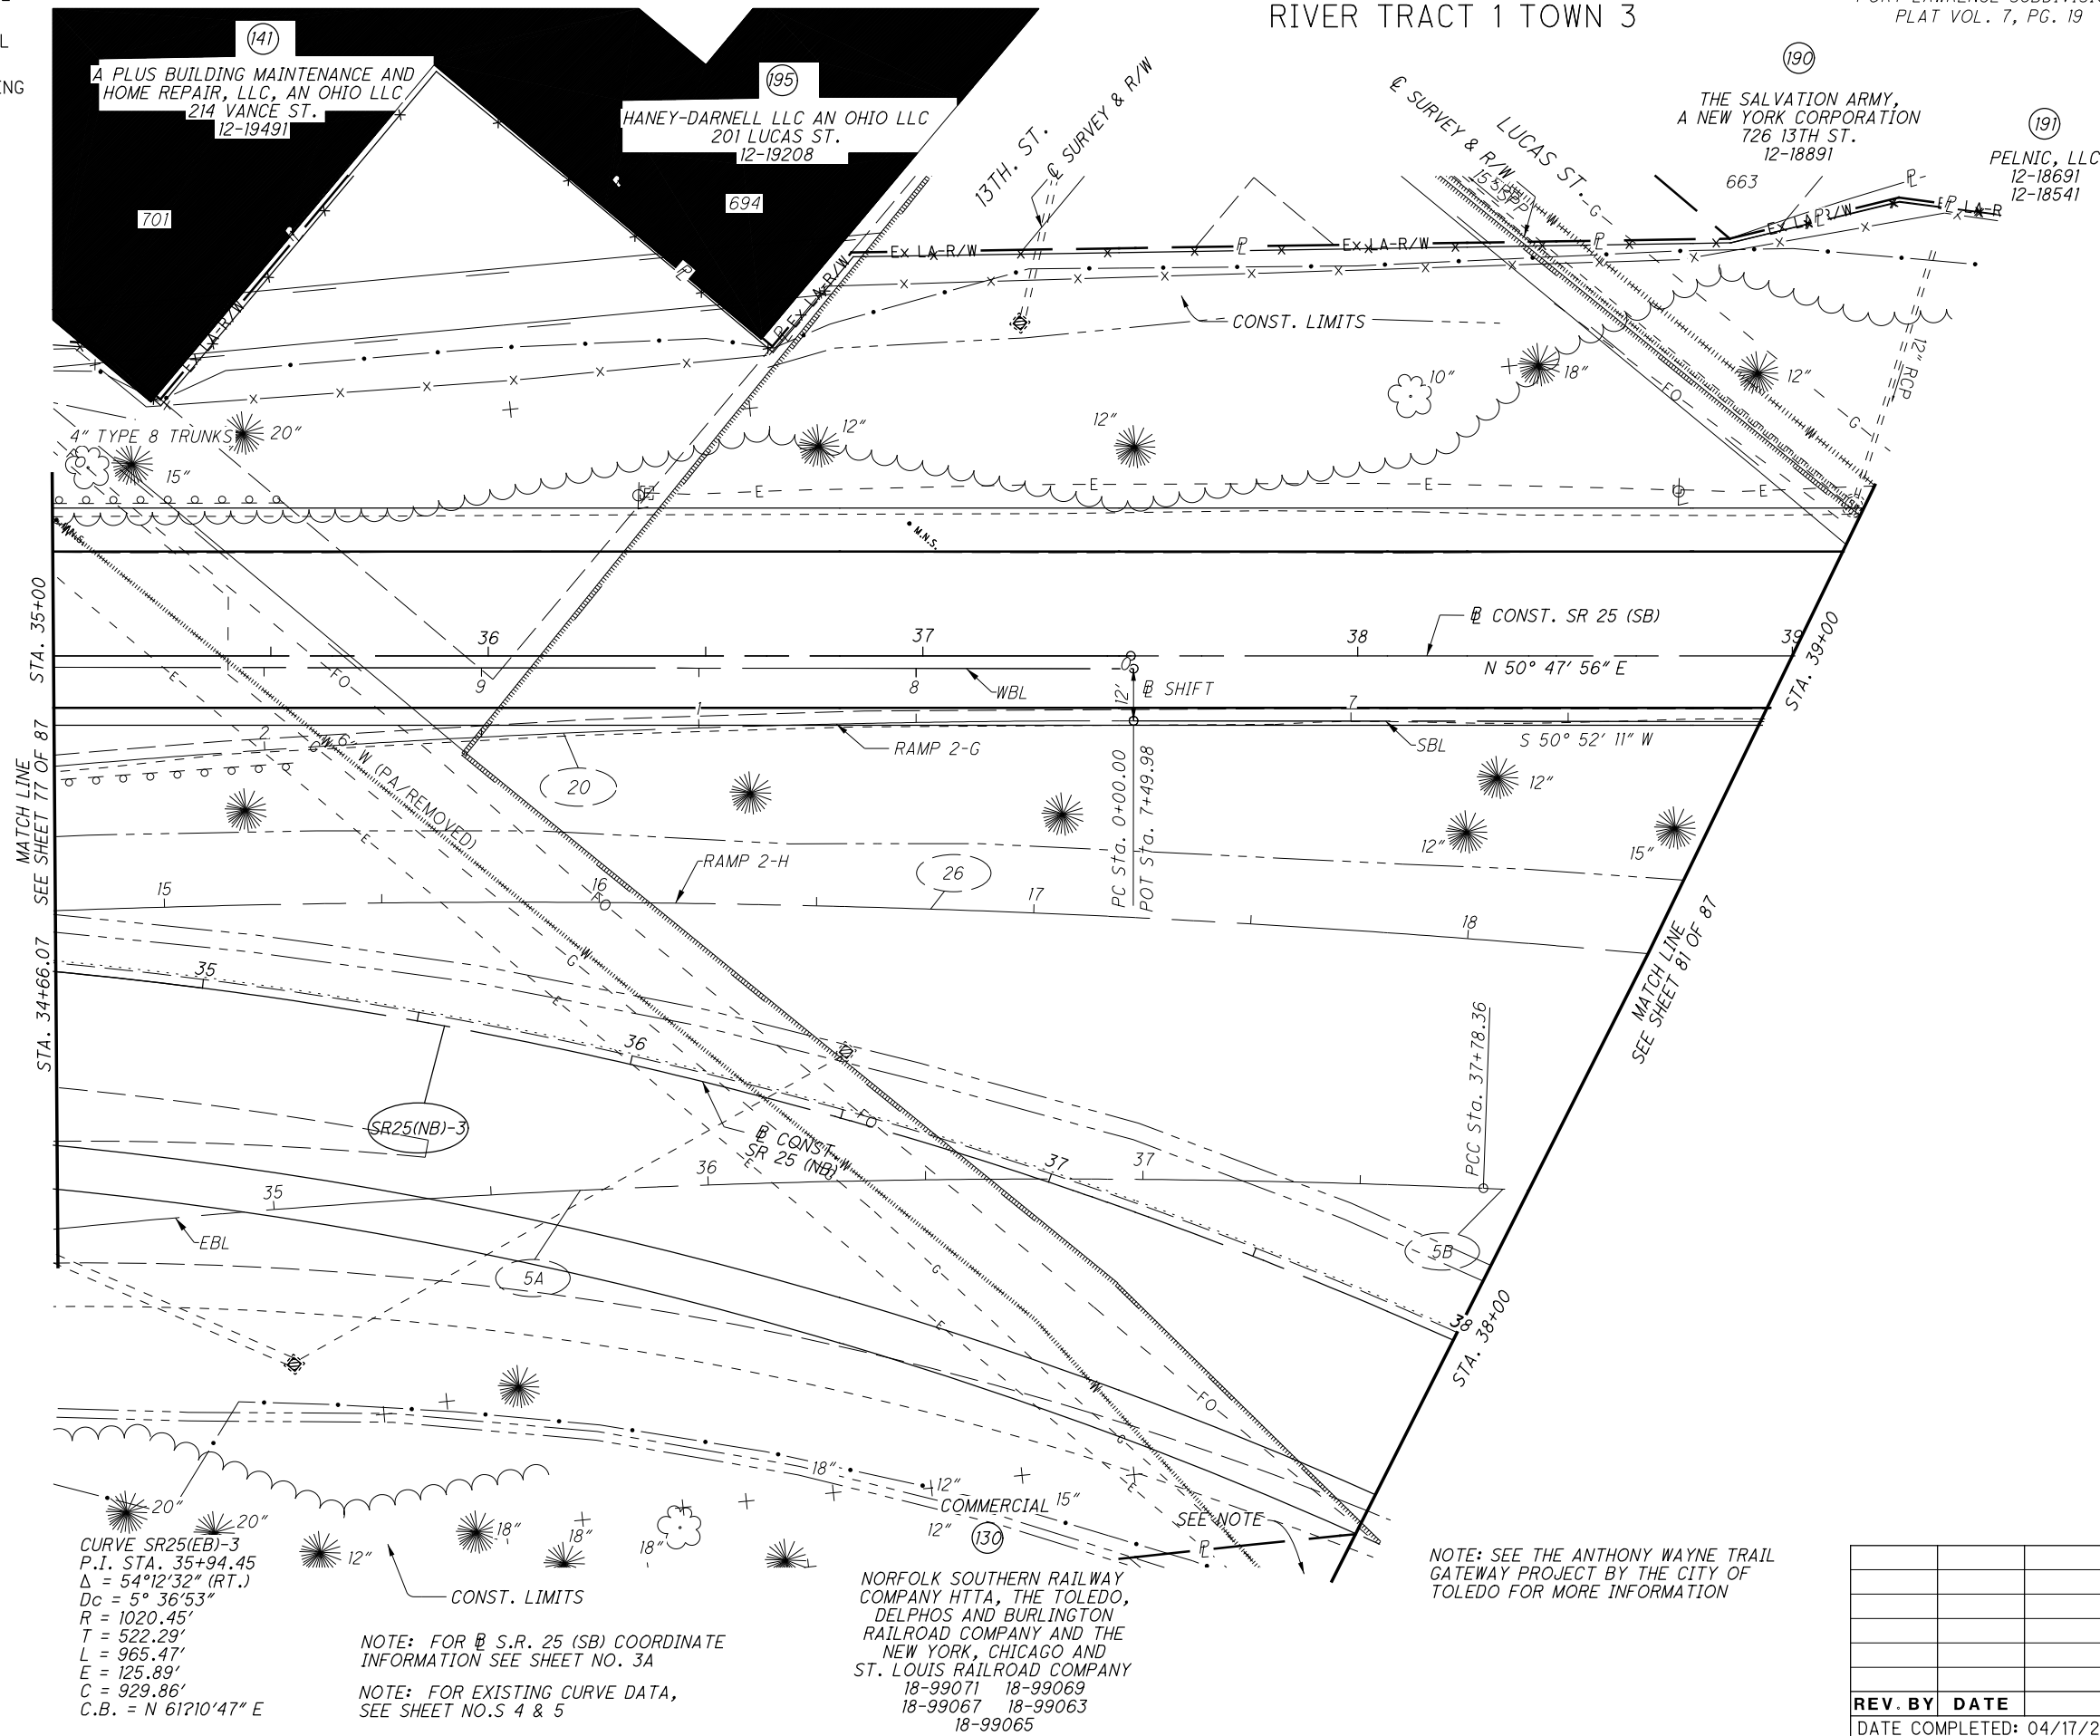 RIVER TRACT 1 TOWN 3
PLAT VOL. 7, PG. 19
L
ING
141
A PLUS BUILDING MAINTENANCE AND
HOME REPAIR, LLC, AN OHIO LLC
214 VANCE ST.
12-19491
701
195
HANEY-DARNELL LLC AN OHIO LLC
201 LUCAS ST.
12-19208
694
13TH. ST.
℄ SURVEY & R/W
℄ SURVEY & R/W
LUCAS ST.
190
THE SALVATION ARMY,
A NEW YORK CORPORATION
726 13TH ST.
12-18891
663
191
PELNIC, LLC
12-18691
12-18541
EX LA-R/W
EX LA-R/W
EX LA-R/W
EX LA-R/W
CONST. LIMITS
12" RCP
4" TYPE 8 TRUNKS
20"
15"
12"
12"
10"
18"
12"
M.N.S.
MATCH LINE
SEE SHEET 77 OF 87
STA. 35+00
STA. 34+66.07
36
37
38
39
STA. 39+00
B CONST. SR 25 (SB)
N 50° 47' 56" E
9
8
7
WBL
12'
B SHIFT
2
1
RAMP 2-G
SBL
S 50° 52' 11" W
6" W (PA/REMOVED)
20
PC Sta. 0+00.00
POT Sta. 7+49.98
12"
12"
15"
RAMP 2-H
26
15
16
17
18
MATCH LINE
SEE SHEET 81 OF 87
35
36
37
38
SR25(NB)-3
B CONST.
SR 25 (NB)
PCC Sta. 37+78.36
35
36
37
EBL
5A
5B
STA. 38+00
20"
20"
12"
18"
18"
18"
18"
12"
COMMERCIAL
15"
12"
130
SEE NOTE
CURVE SR25(EB)-3
P.I. STA. 35+94.45
Δ = 54°12'32" (RT.)
Dc = 5° 36'53"
R = 1020.45'
T = 522.29'
L = 965.47'
E = 125.89'
C = 929.86'
C.B. = N 61?10'47" E
CONST. LIMITS
NOTE: FOR B S.R. 25 (SB) COORDINATE
INFORMATION SEE SHEET NO. 3A
NOTE: FOR EXISTING CURVE DATA,
SEE SHEET NO.S 4 & 5
NORFOLK SOUTHERN RAILWAY
COMPANY HTTA, THE TOLEDO,
DELPHOS AND BURLINGTON
RAILROAD COMPANY AND THE
NEW YORK, CHICAGO AND
ST. LOUIS RAILROAD COMPANY
18-99071 18-99069
18-99067 18-99063
18-99065
NOTE: SEE THE ANTHONY WAYNE TRAIL
GATEWAY PROJECT BY THE CITY OF
TOLEDO FOR MORE INFORMATION
REV. BY DATE
DATE COMPLETED: 04/17/2